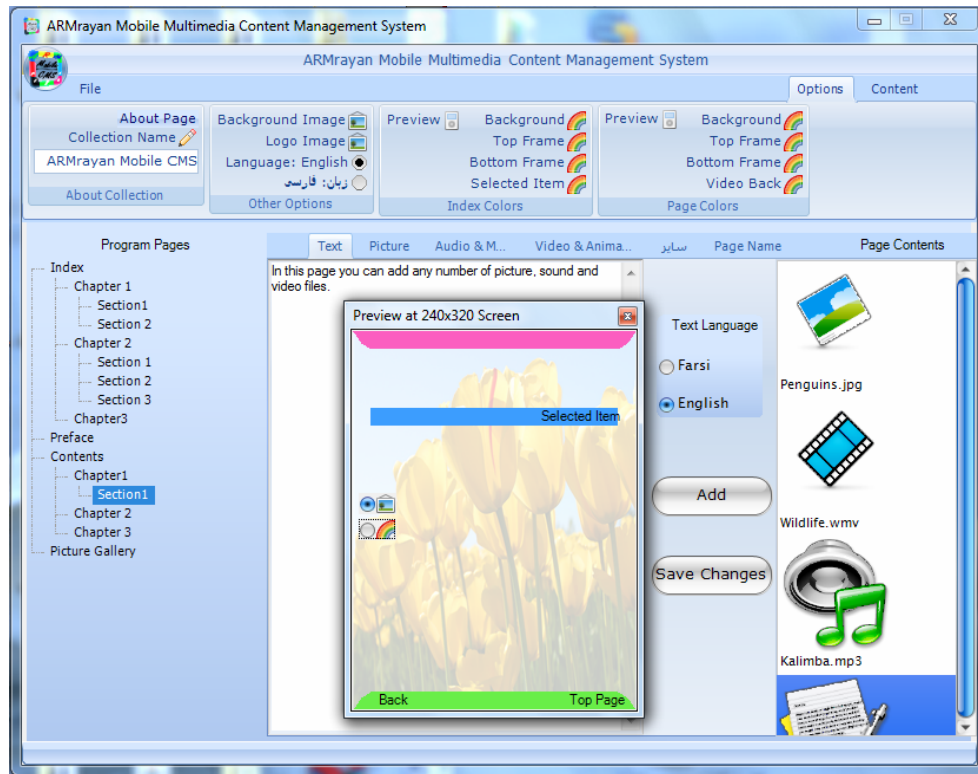 ARMrayan Mobile Multimedia Content Management System
ARMrayan Mobile Multimedia Content Management System
File
Options
Content
About Page
Collection Name
ARMrayan Mobile CMS
About Collection
Background Image
Logo Image
Language: English
زبان: فارسی
Other Options
Preview
Background
Top Frame
Bottom Frame
Selected Item
Index Colors
Preview
Background
Top Frame
Bottom Frame
Video Back
Page Colors
Program Pages
Index
Chapter 1
Section1
Section 2
Chapter 2
Section 1
Section 2
Section 3
Chapter3
Preface
Contents
Chapter1
Section1
Chapter 2
Chapter 3
Picture Gallery
Text
Picture
Audio & M...
Video & Anima...
سایر
Page Name
Page Contents
In this page you can add any number of picture, sound and
video files.
Preview at 240x320 Screen
Selected Item
Back
Top Page
Text Language
Farsi
English
Add
Save Changes
Penguins.jpg
Wildlife.wmv
Kalimba.mp3